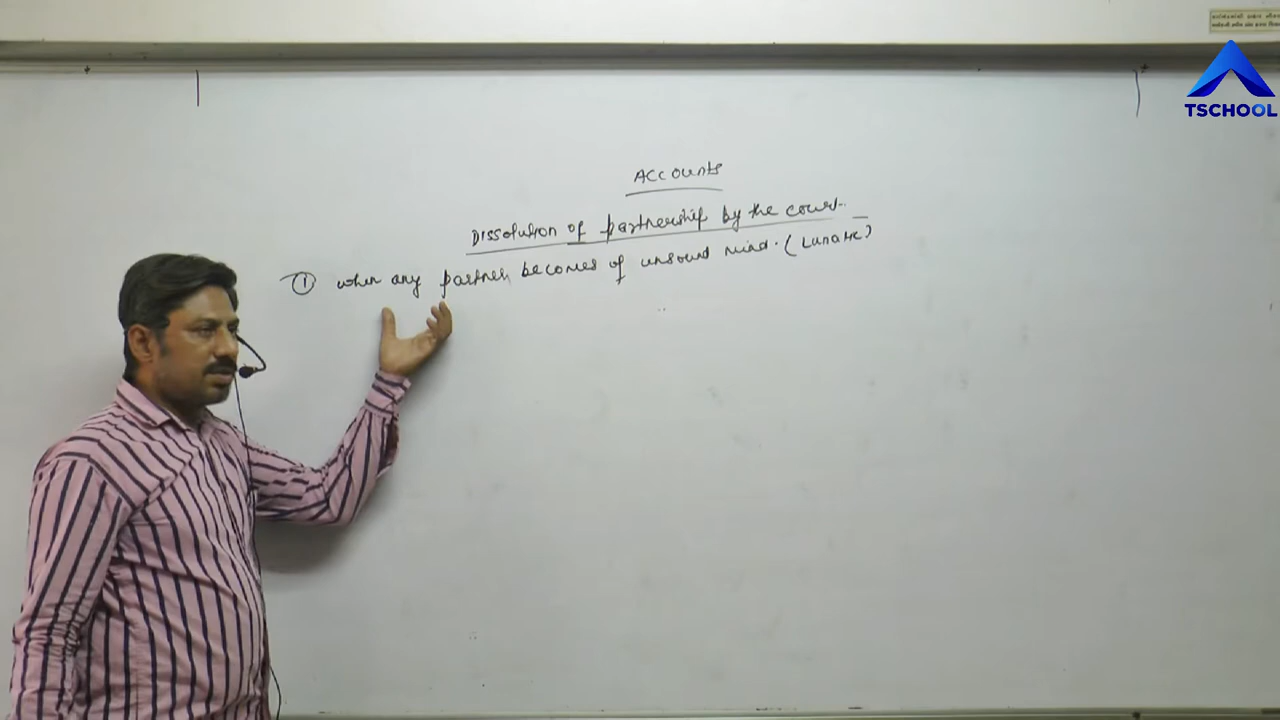 TSCHOOL
Accounts
Dissolution of partnership by the court.
① when any partner becomes of unsound mind. (Lunatic)